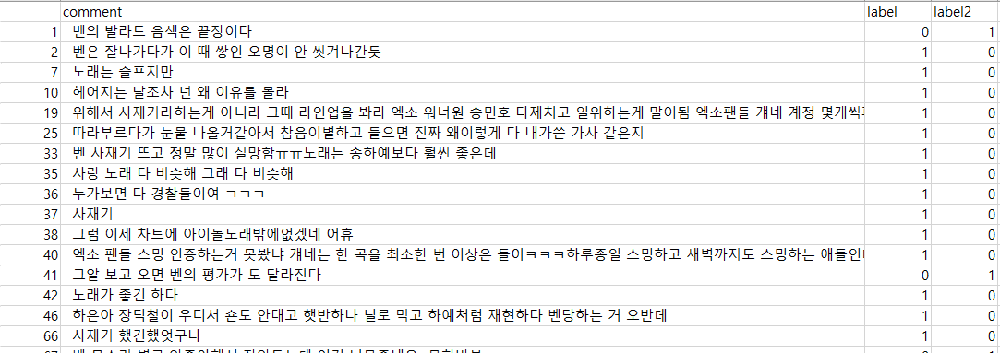 comment label label2
1 벤의 발라드 음색은 끝장이다 0 1
2 벤은 잘나가다가 이 때 쌓인 오명이 안 씻겨나간듯 1 0
7 노래는 슬프지만 1 0
10 헤어지는 날조차 넌 왜 이유를 몰라 1 0
19 위해서 사재기라하는게 아니라 그때 라인업을 봐라 엑소 워너원 송민호 다제치고 일위하는게 말이됨 엑소팬들 걔네 계정 몇개씩 1 0
25 따라부르다가 눈물 나올거같아서 참음이별하고 들으면 진짜 왜이렇게 다 내가쓴 가사 같은지 1 0
33 벤 사재기 뜨고 정말 많이 실망함ㅠㅠ노래는 송하예보다 훨씬 좋은데 1 0
35 사랑 노래 다 비슷해 그래 다 비슷해 1 0
36 누가보면 다 경찰들이여 ㅋㅋㅋ 1 0
37 사재기 1 0
38 그럼 이제 차트에 아이돌노래밖에없겠네 어휴 1 0
40 엑소 팬들 스밍 인증하는거 못봤냐 걔네는 한 곡을 최소한 번 이상은 들어ㅋㅋㅋ하루종일 스밍하고 새벽까지도 스밍하는 애들인 1 0
41 그알 보고 오면 벤의 평가가 도 달라진다 0 1
42 노래가 좋긴 하다 1 0
46 하은아 장덕철이 우디서 숀도 안대고 햇반하나 닐로 먹고 하예처럼 재현하다 벤당하는 거 오반데 1 0
66 사재기 했긴했엇구나 1 0